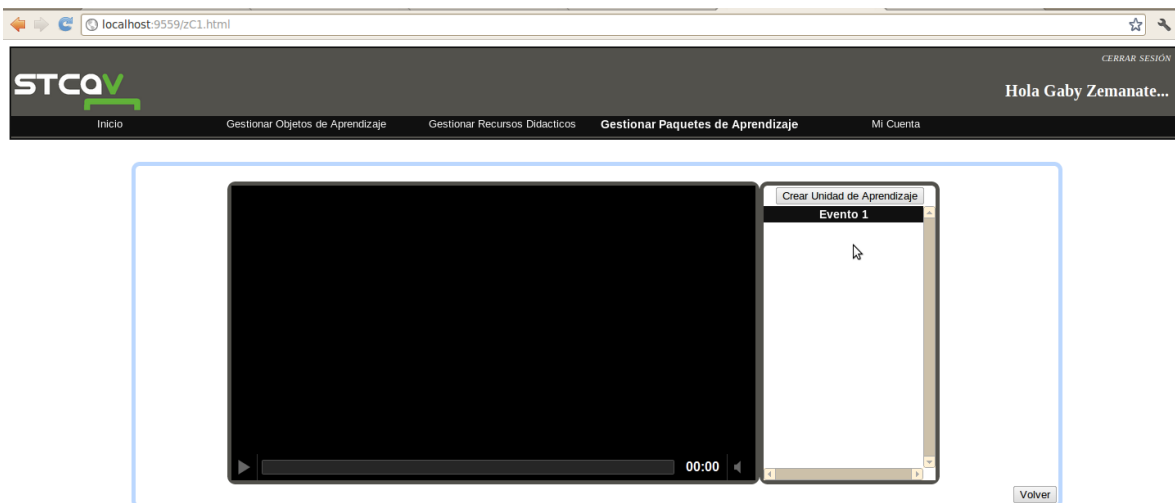 localhost:9559/zC1.html
CERRAR SESIÓN
STCAV
Hola Gaby Zemanate...
Inicio Gestionar Objetos de Aprendizaje Gestionar Recursos Didacticos Gestionar Paquetes de Aprendizaje Mi Cuenta
Crear Unidad de Aprendizaje
Evento 1
00:00
Volver